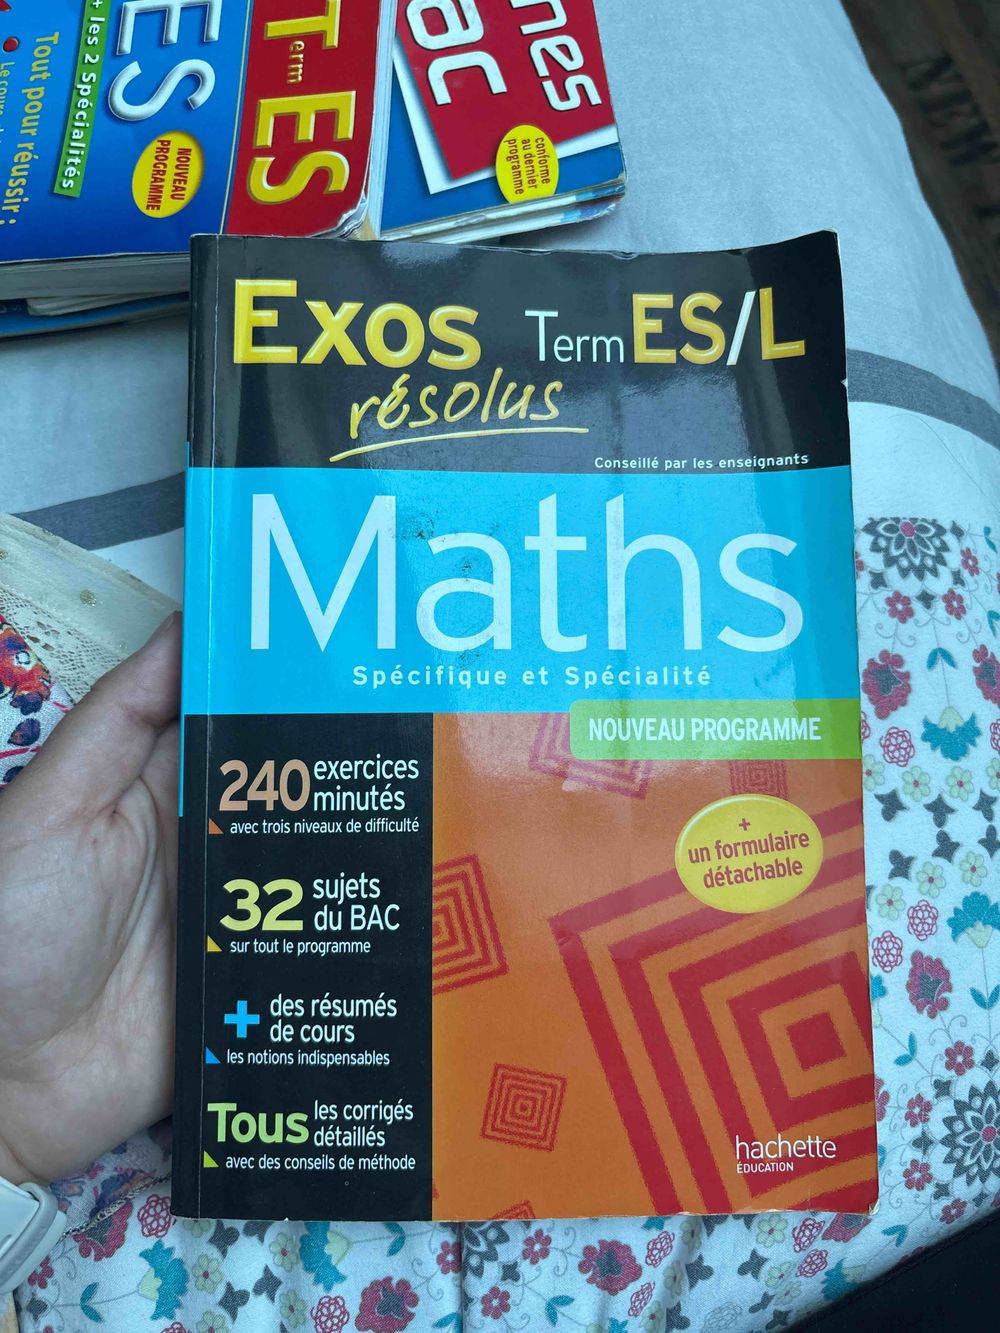 + les 2 Spécialités
ES
Tout pour réussir :
NOUVEAU
PROGRAMME
Term
ES
conforme
au dernier
programme
Exos
résolus
Term ES/L
Conseillé par les enseignants
Maths
Spécifique et Spécialité
NOUVEAU PROGRAMME
240 exercices
minutés
avec trois niveaux de difficulté
32 sujets
du BAC
sur tout le programme
+ des résumés
de cours
les notions indispensables
Tous les corrigés
détaillés
avec des conseils de méthode
+
un formulaire
détachable
hachette
ÉDUCATION